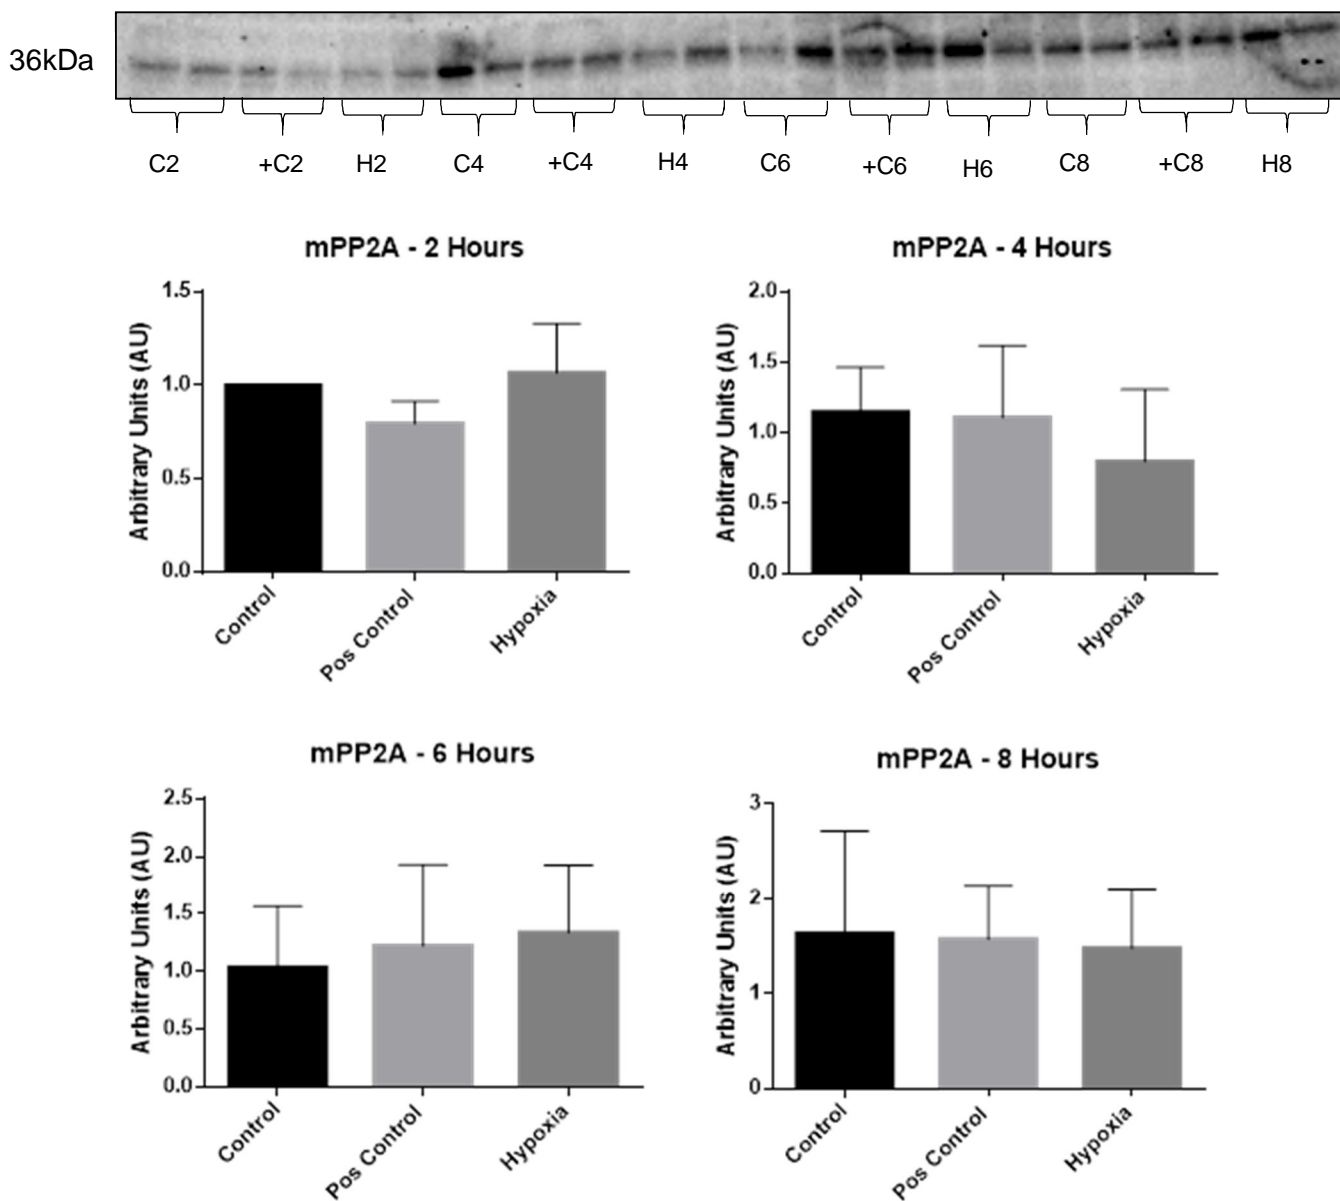 36kDa
C2 +C2 H2 C4 +C4 H4 C6 +C6 H6 C8 +C8 H8
mPP2A - 2 Hours
Arbitrary Units (AU)
1.5
1.0
0.5
0.0
Control Pos Control Hypoxia
mPP2A - 4 Hours
Arbitrary Units (AU)
2.0
1.5
1.0
0.5
0.0
Control Pos Control Hypoxia
mPP2A - 6 Hours
Arbitrary Units (AU)
2.5
2.0
1.5
1.0
0.5
0.0
Control Pos Control Hypoxia
mPP2A - 8 Hours
Arbitrary Units (AU)
3
2
1
0
Control Pos Control Hypoxia